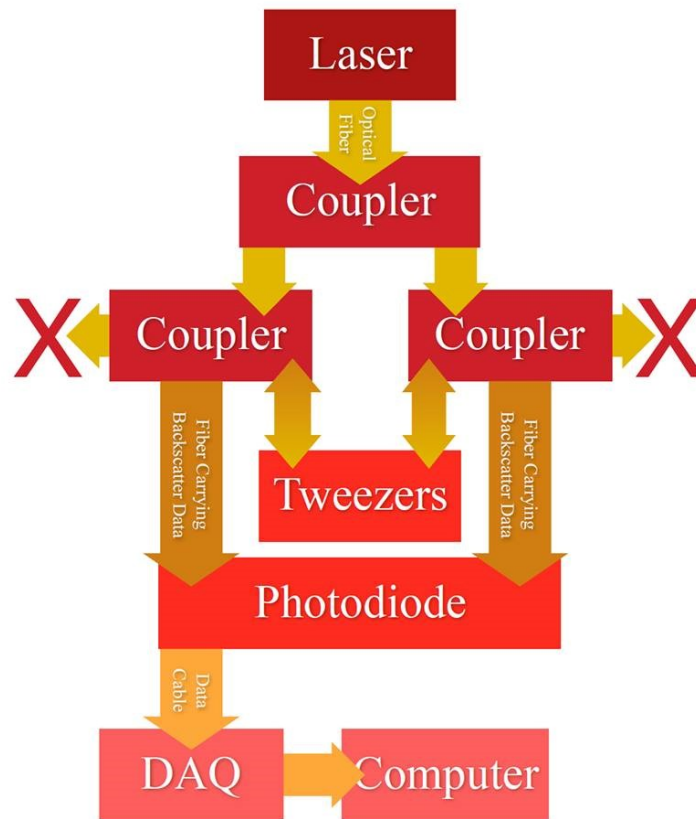 Laser
Optical
Fiber
Coupler
X
Coupler
Coupler
X
Fiber Carrying
Backscatter Data
Tweezers
Fiber Carrying
Backscatter Data
Photodiode
Data
Cable
DAQ
Computer